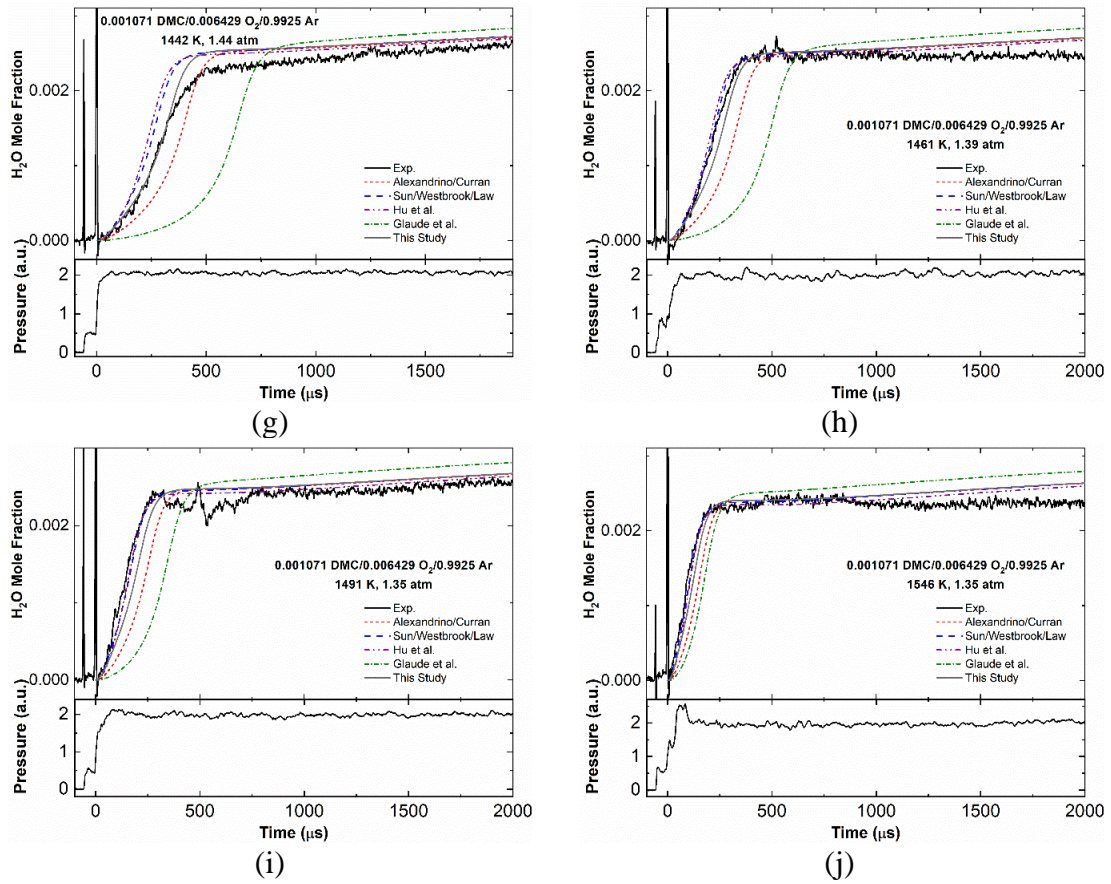 0.001071 DMC/0.006429 O₂/0.9925 Ar
1442 K, 1.44 atm
H₂O Mole Fraction
0.002
-0.000
Exp.
Alexandrino/Curran
Sun/Westbrook/Law
Hu et al.
Glaude et al.
This Study
Pressure (a.u.)
2
1
0
0 500 1000 1500
Time (μs)
(g)
0.001071 DMC/0.006429 O₂/0.9925 Ar
1461 K, 1.39 atm
H₂O Mole Fraction
0.002
0.000
Exp.
Alexandrino/Curran
Sun/Westbrook/Law
Hu et al.
Glaude et al.
This Study
Pressure (a.u.)
2
1
0
0 500 1000 1500 2000
Time (μs)
(h)
0.001071 DMC/0.006429 O₂/0.9925 Ar
1491 K, 1.35 atm
H₂O Mole Fraction
0.002
-0.000
Exp.
Alexandrino/Curran
Sun/Westbrook/Law
Hu et al.
Glaude et al.
This Study
Pressure (a.u.)
2
1
0
0 500 1000 1500 2000
Time (μs)
(i)
0.001071 DMC/0.006429 O₂/0.9925 Ar
1546 K, 1.35 atm
H₂O Mole Fraction
0.002
0.000
Exp.
Alexandrino/Curran
Sun/Westbrook/Law
Hu et al.
Glaude et al.
This Study
Pressure (a.u.)
2
1
0
0 500 1000 1500 2000
Time (μs)
(j)